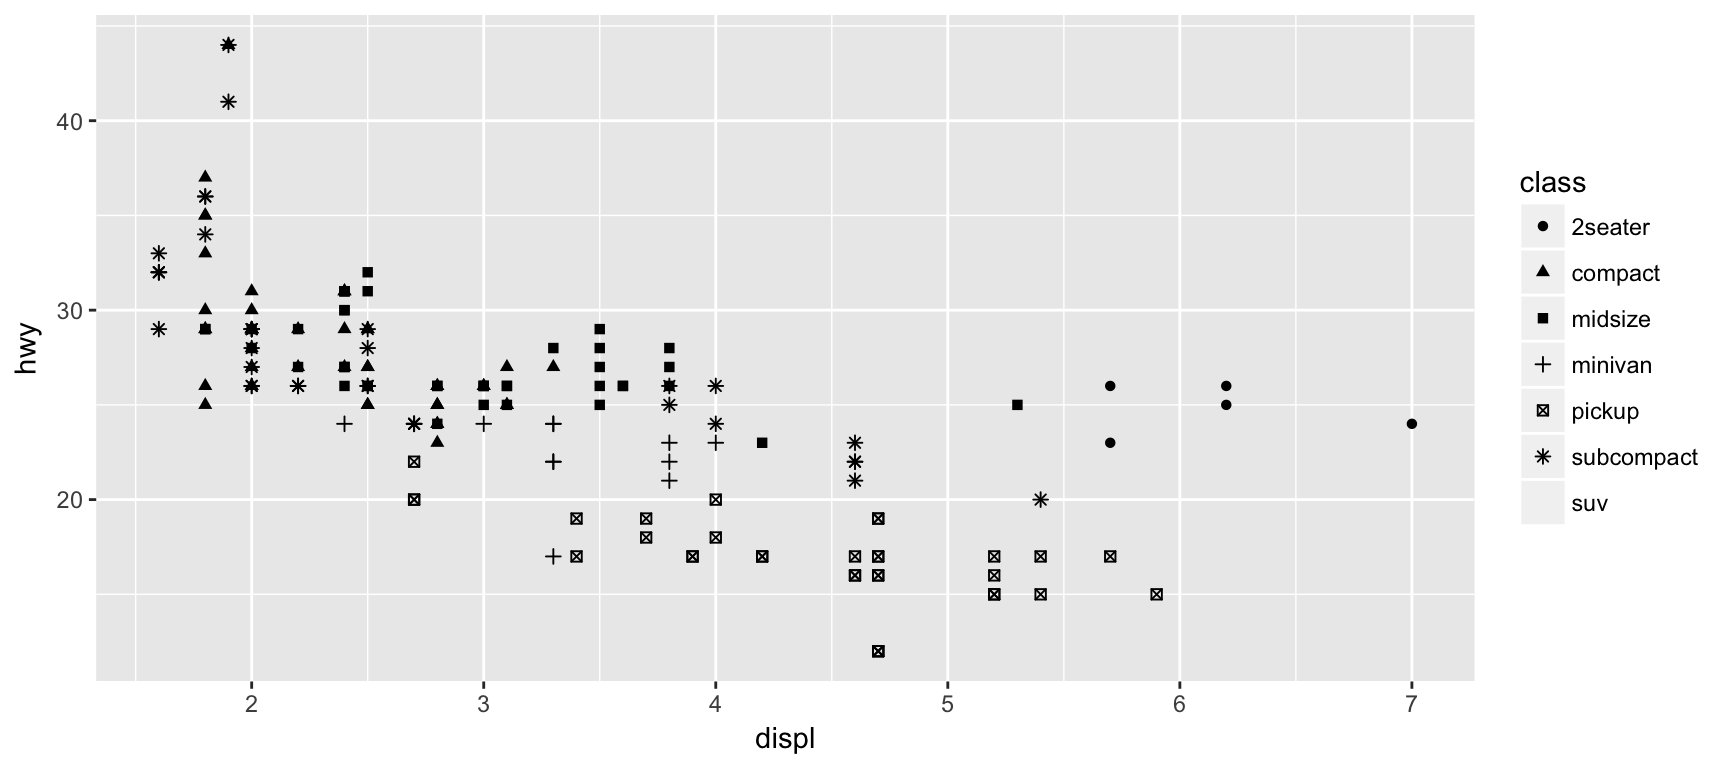 40
30
20
hwy
2 3 4 5 6 7
displ
class
2seater
compact
midsize
minivan
pickup
subcompact
suv